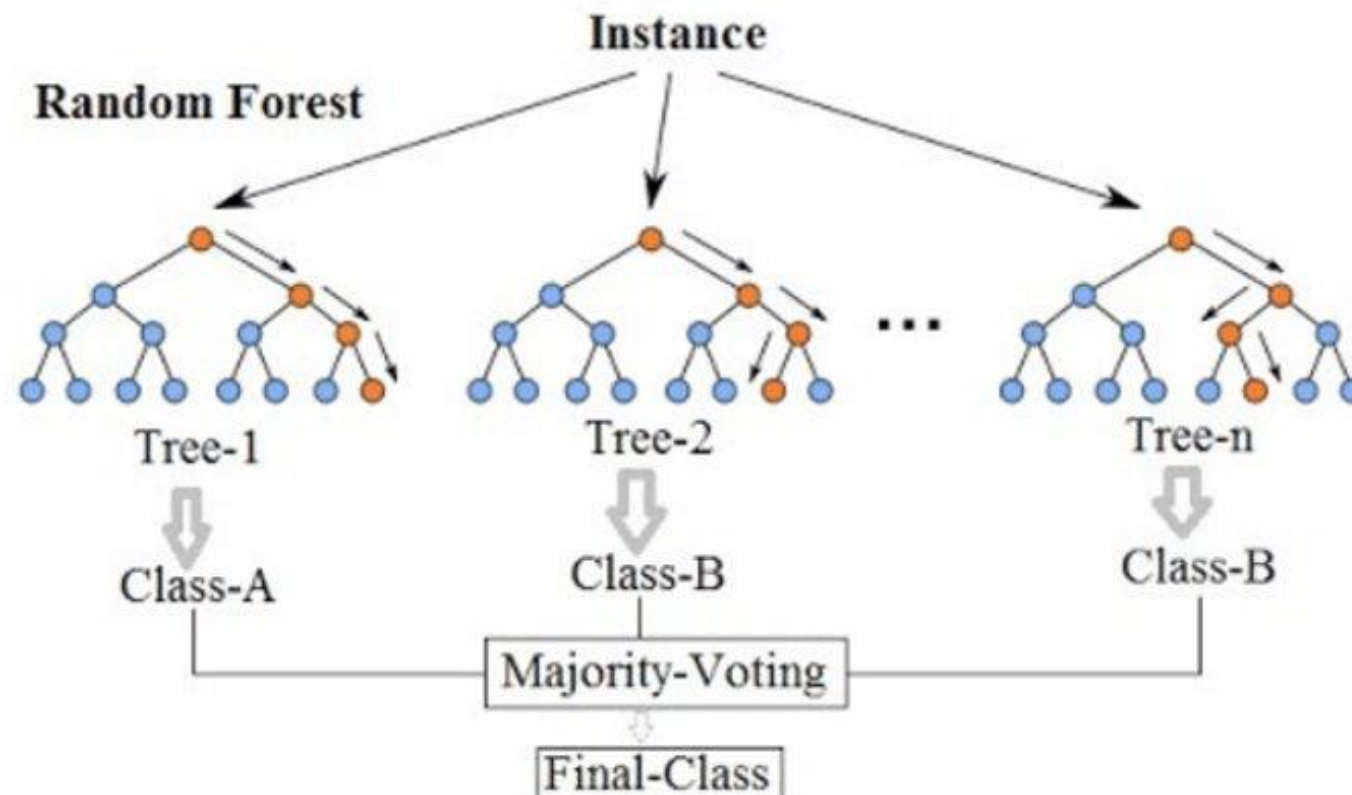 Instance
Random Forest
...
Tree-1
Tree-2
Tree-n
Class-A
Class-B
Class-B
Majority-Voting
Final-Class